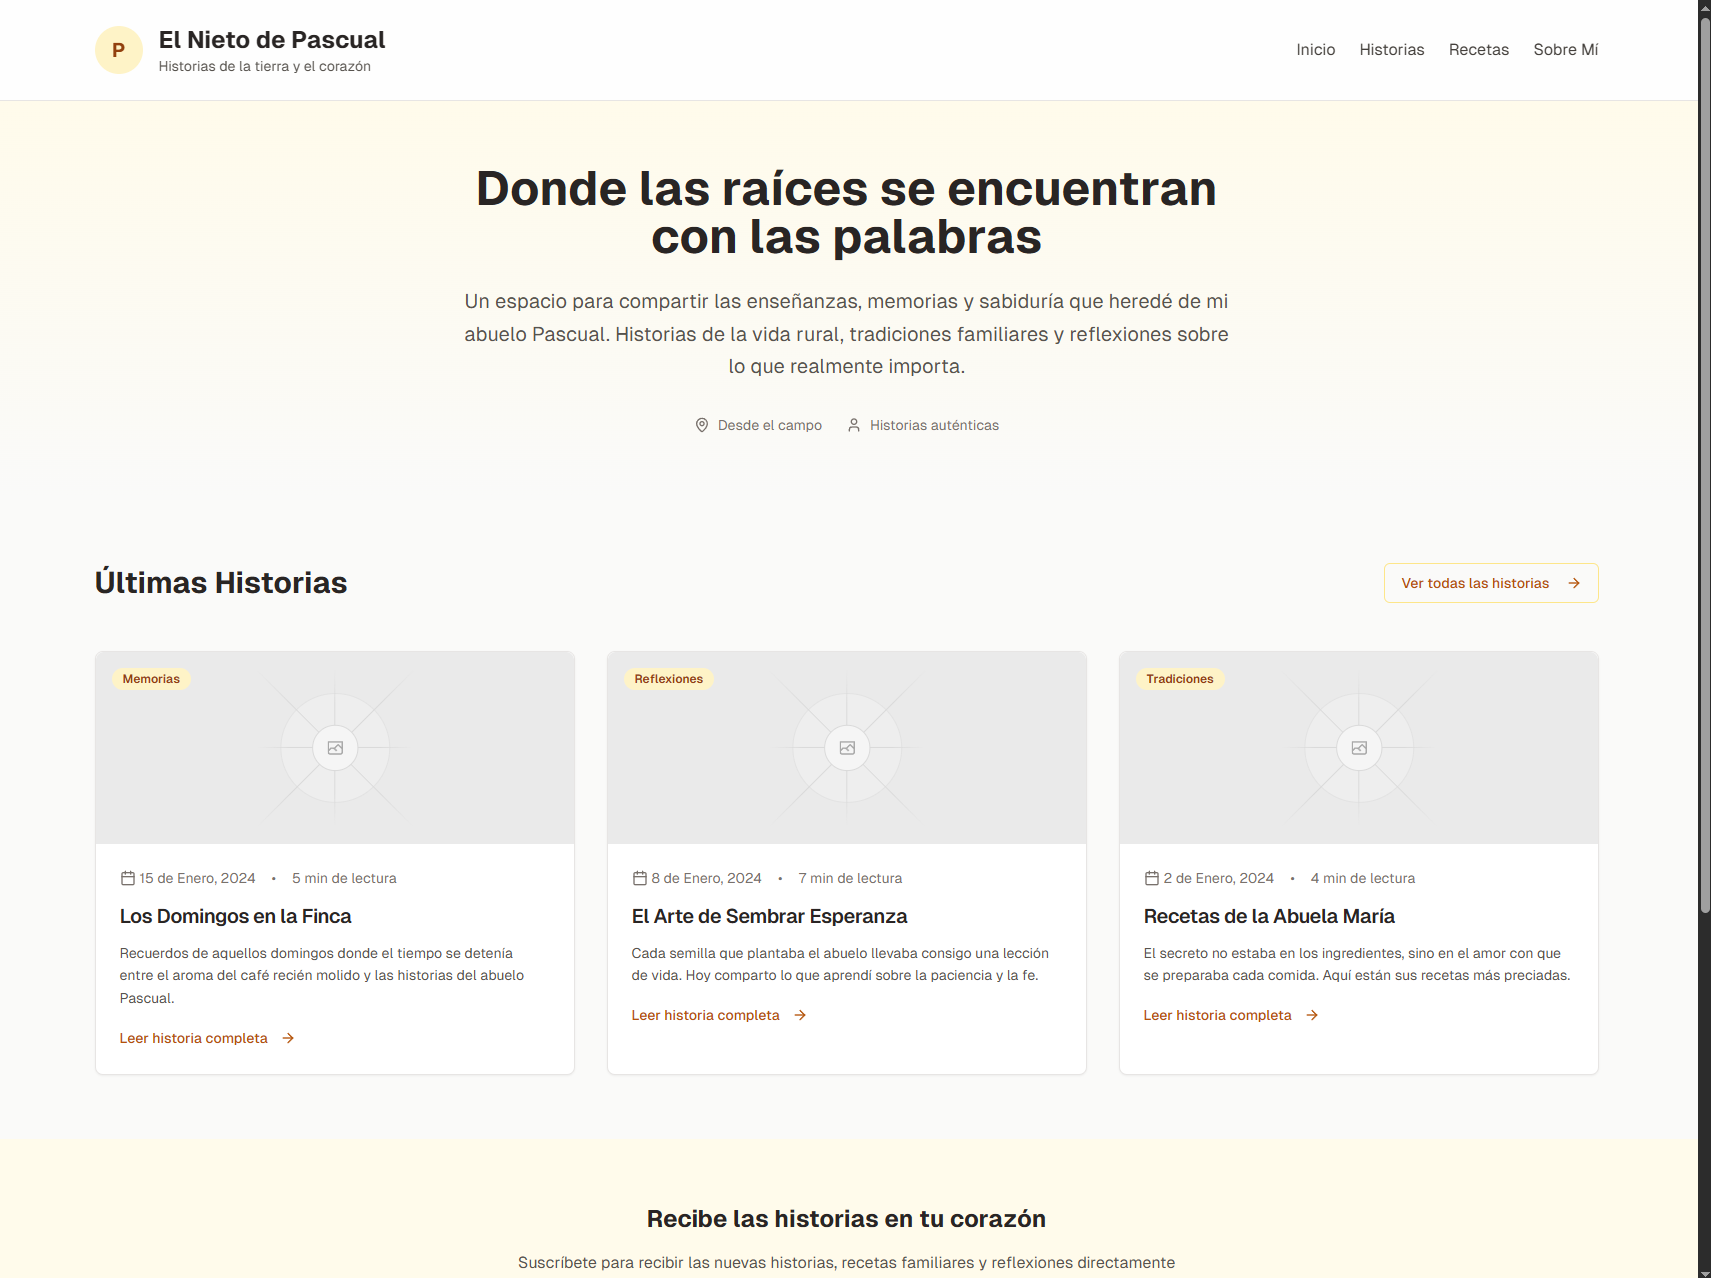 P
El Nieto de Pascual
Historias de la tierra y el corazón
Inicio
Historias
Recetas
Sobre Mí
Donde las raíces se encuentran
con las palabras
Un espacio para compartir las enseñanzas, memorias y sabiduría que heredé de mi
abuelo Pascual. Historias de la vida rural, tradiciones familiares y reflexiones sobre
lo que realmente importa.
Desde el campo
Historias auténticas
Últimas Historias
Ver todas las historias
Memorias
15 de Enero, 2024 • 5 min de lectura
Los Domingos en la Finca
Recuerdos de aquellos domingos donde el tiempo se detenía
entre el aroma del café recién molido y las historias del abuelo
Pascual.
Leer historia completa
Reflexiones
8 de Enero, 2024 • 7 min de lectura
El Arte de Sembrar Esperanza
Cada semilla que plantaba el abuelo llevaba consigo una lección
de vida. Hoy comparto lo que aprendí sobre la paciencia y la fe.
Leer historia completa
Tradiciones
2 de Enero, 2024 • 4 min de lectura
Recetas de la Abuela María
El secreto no estaba en los ingredientes, sino en el amor con que
se preparaba cada comida. Aquí están sus recetas más preciadas.
Leer historia completa
Recibe las historias en tu corazón
Suscríbete para recibir las nuevas historias, recetas familiares y reflexiones directamente